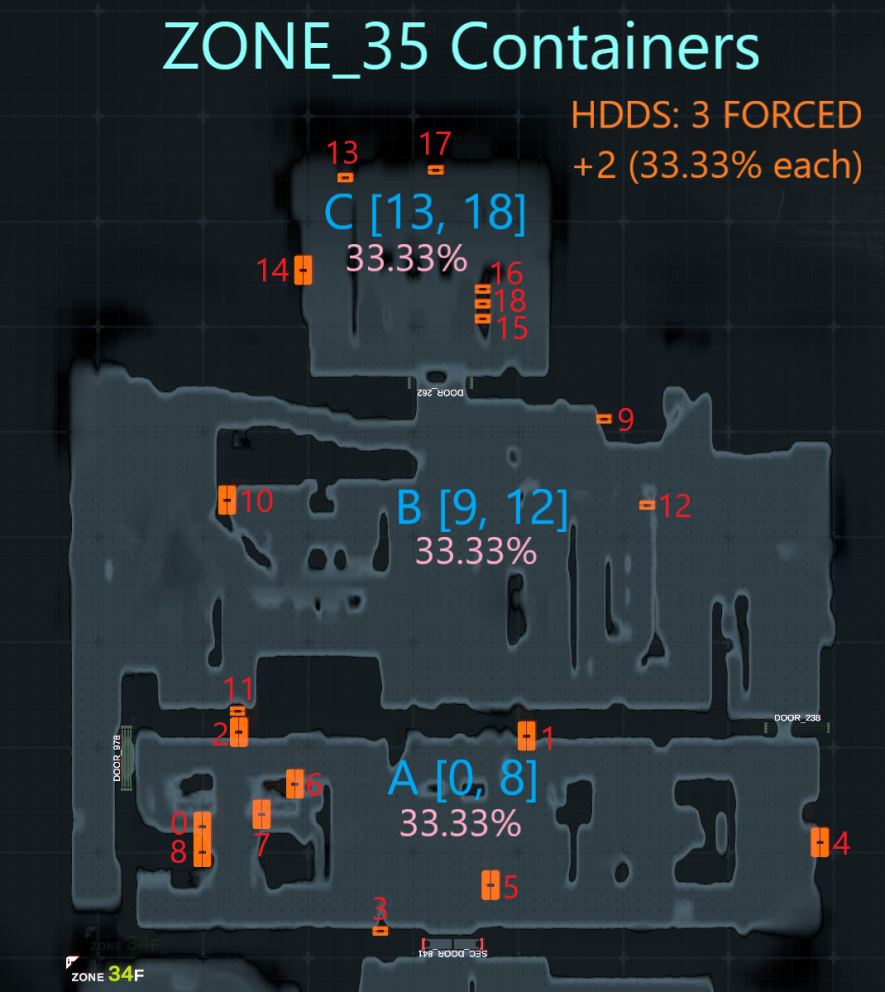 ZONE_35 Containers
HDDS: 3 FORCED
+2 (33.33% each)
13
17
C [13, 18]
33.33%
14
16
18
15
DOOR_262
9
10
B [9, 12]
33.33%
12
11
2
1
DOOR_238
DOOR_978
6
A [0, 8]
33.33%
0
7
8
4
5
3
SEC_DOOR_841
ZONE 34F
ZONE 34F